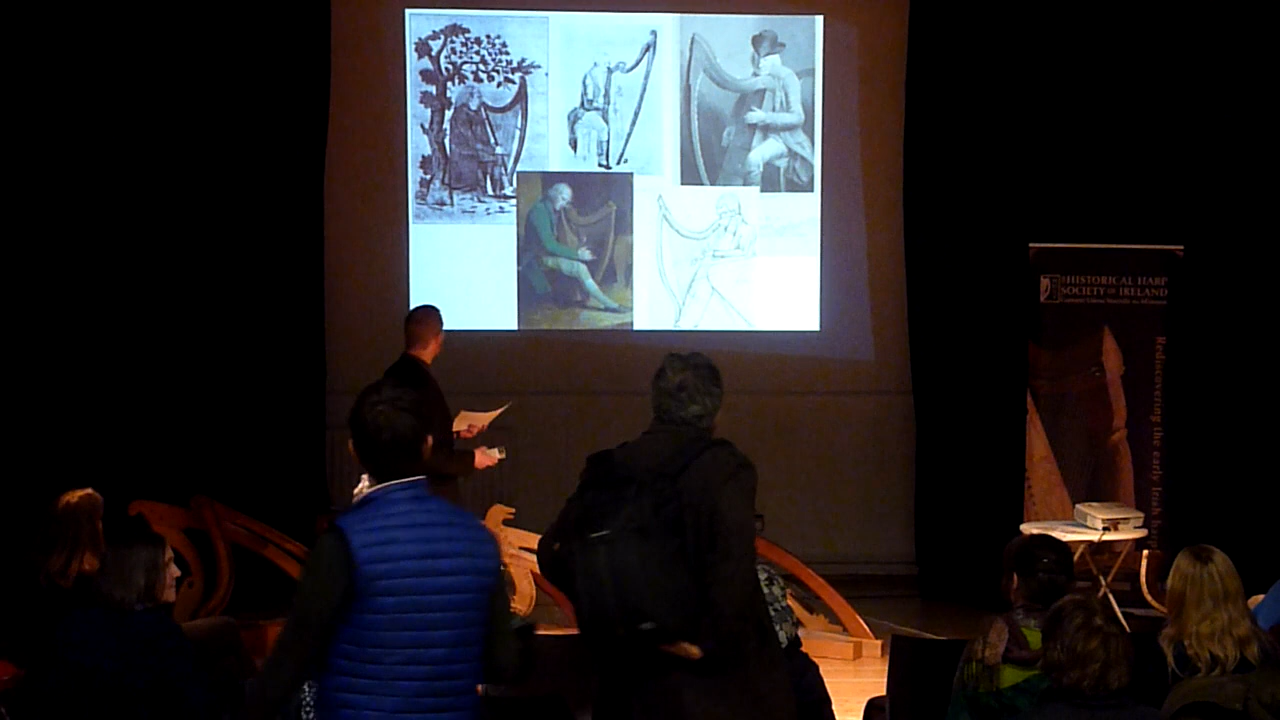 HISTORICAL HARP
SOCIETY OF IRELAND
Rediscovering the early Irish harp